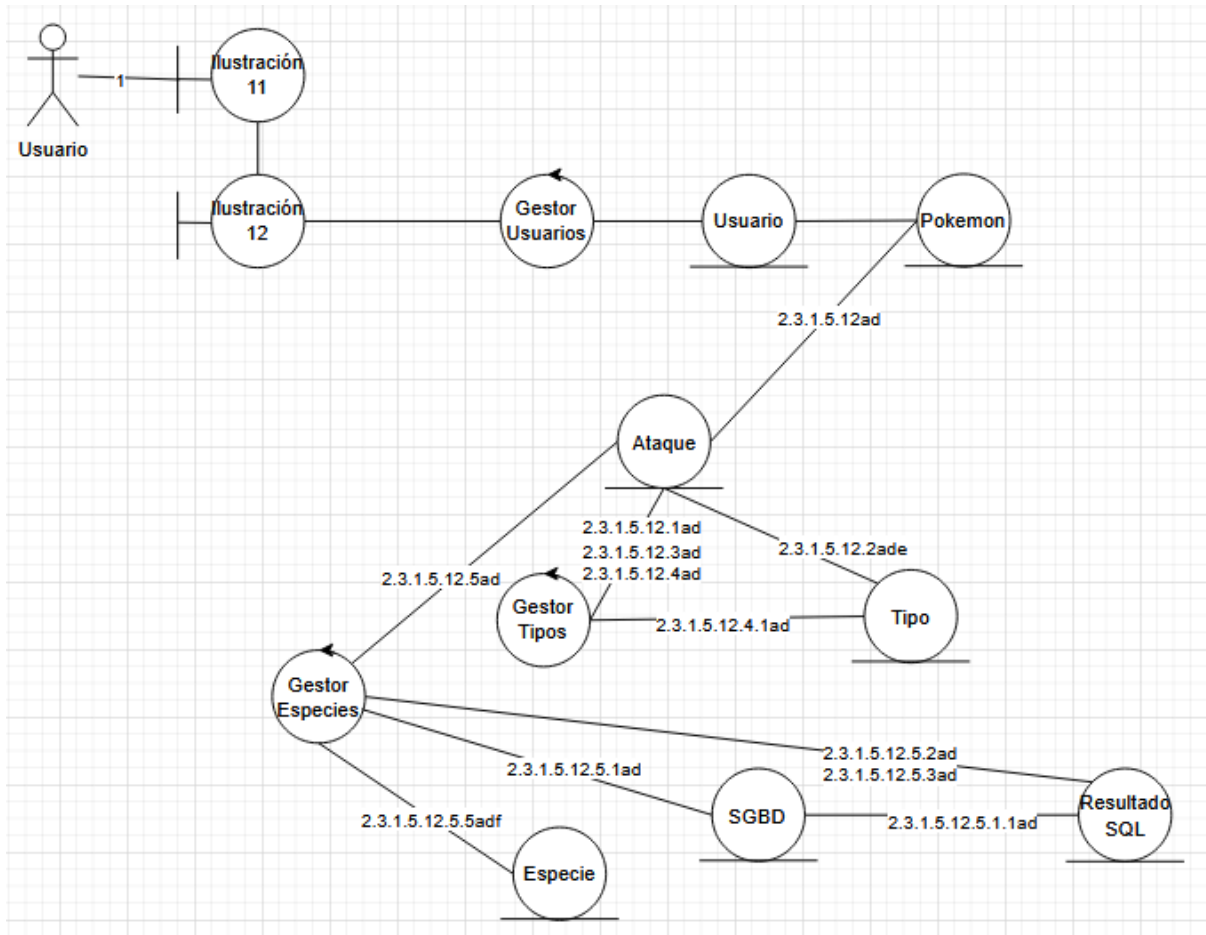 Ilustración
11
1
Usuario
Ilustración
12
Gestor
Usuarios
Usuario
Pokemon
2.3.1.5.12ad
Ataque
2.3.1.5.12.1ad
2.3.1.5.12.3ad
2.3.1.5.12.4ad
2.3.1.5.12.2ade
2.3.1.5.12.5ad
Gestor
Tipos
2.3.1.5.12.4.1ad
Tipo
Gestor
Especies
2.3.1.5.12.5.2ad
2.3.1.5.12.5.3ad
2.3.1.5.12.5.1ad
2.3.1.5.12.5.5adf
SGBD
2.3.1.5.12.5.1.1ad
Resultado
SQL
Especie